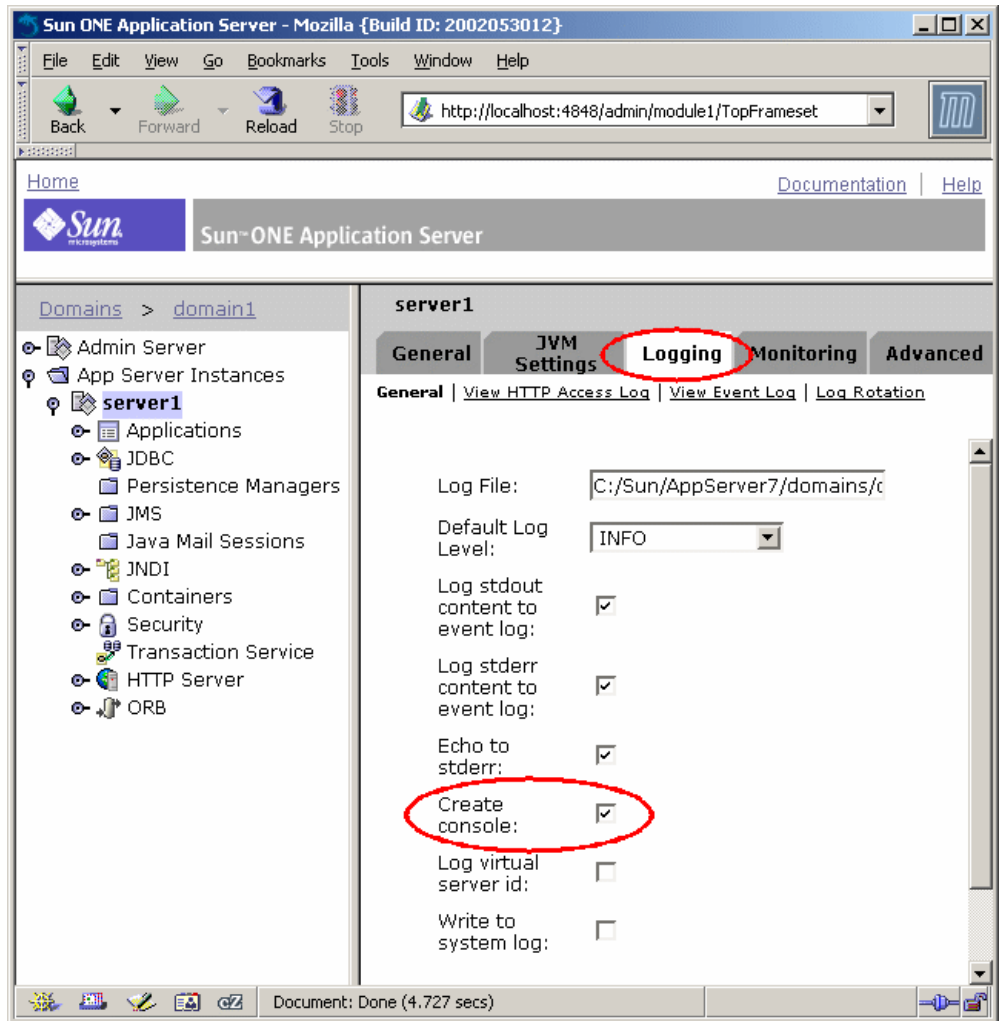 Sun ONE Application Server - Mozilla {Build ID: 2002053012}
File Edit View Go Bookmarks Tools Window Help
Back Forward Reload Stop http://localhost:4848/admin/module1/TopFrameset
Home Documentation | Help
Sun microsystems Sun™ ONE Application Server
Domains > domain1
Admin Server
App Server Instances
server1
Applications
JDBC
Persistence Managers
JMS
Java Mail Sessions
JNDI
Containers
Security
Transaction Service
HTTP Server
ORB
server1
General JVM Settings Logging Monitoring Advanced
General | View HTTP Access Log | View Event Log | Log Rotation
Log File: C:/Sun/AppServer7/domains/
Default Log
Level: INFO
Log stdout
content to
event log:
Log stderr
content to
event log:
Echo to
stderr:
Create
console:
Log virtual
server id:
Write to
system log:
Document: Done (4.727 secs)